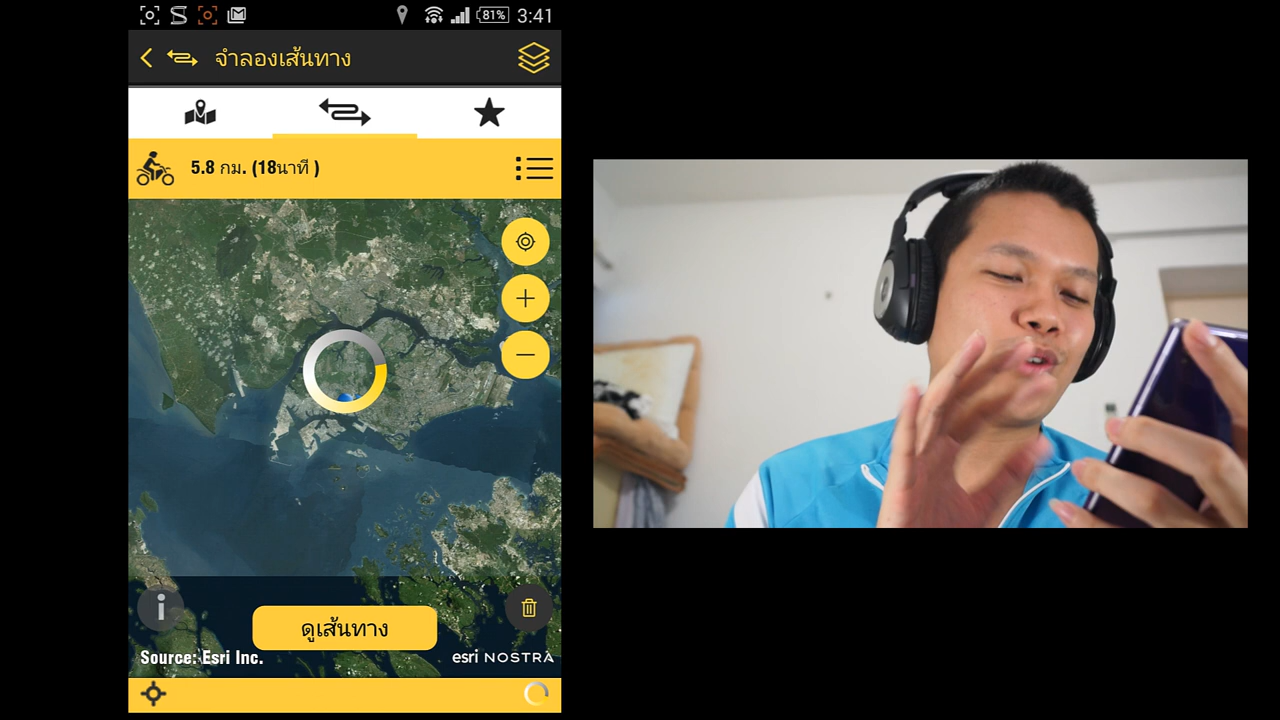 81% 3:41
จำลองเส้นทาง
5.8 กม. (18นาที )
ดูเส้นทาง
Source: Esri Inc.
esri NOSTRA